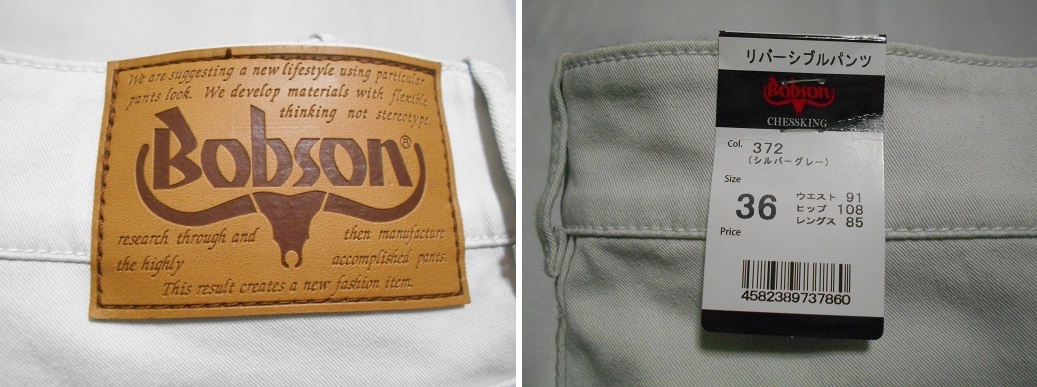 We are suggesting a new lifestyle using particular
pants look. We develop materials with flexible
thinking not stereotype.
Bobson®
research through and then manufacture
the highly accomplished pants.
This result creates a new fashion item.
リバーシブルパンツ
Bobson
CHESSKING
Col. 372
(シルバーグレー)
Size
36
ウエスト 91
ヒップ 108
レングス 85
Price
4582389737860